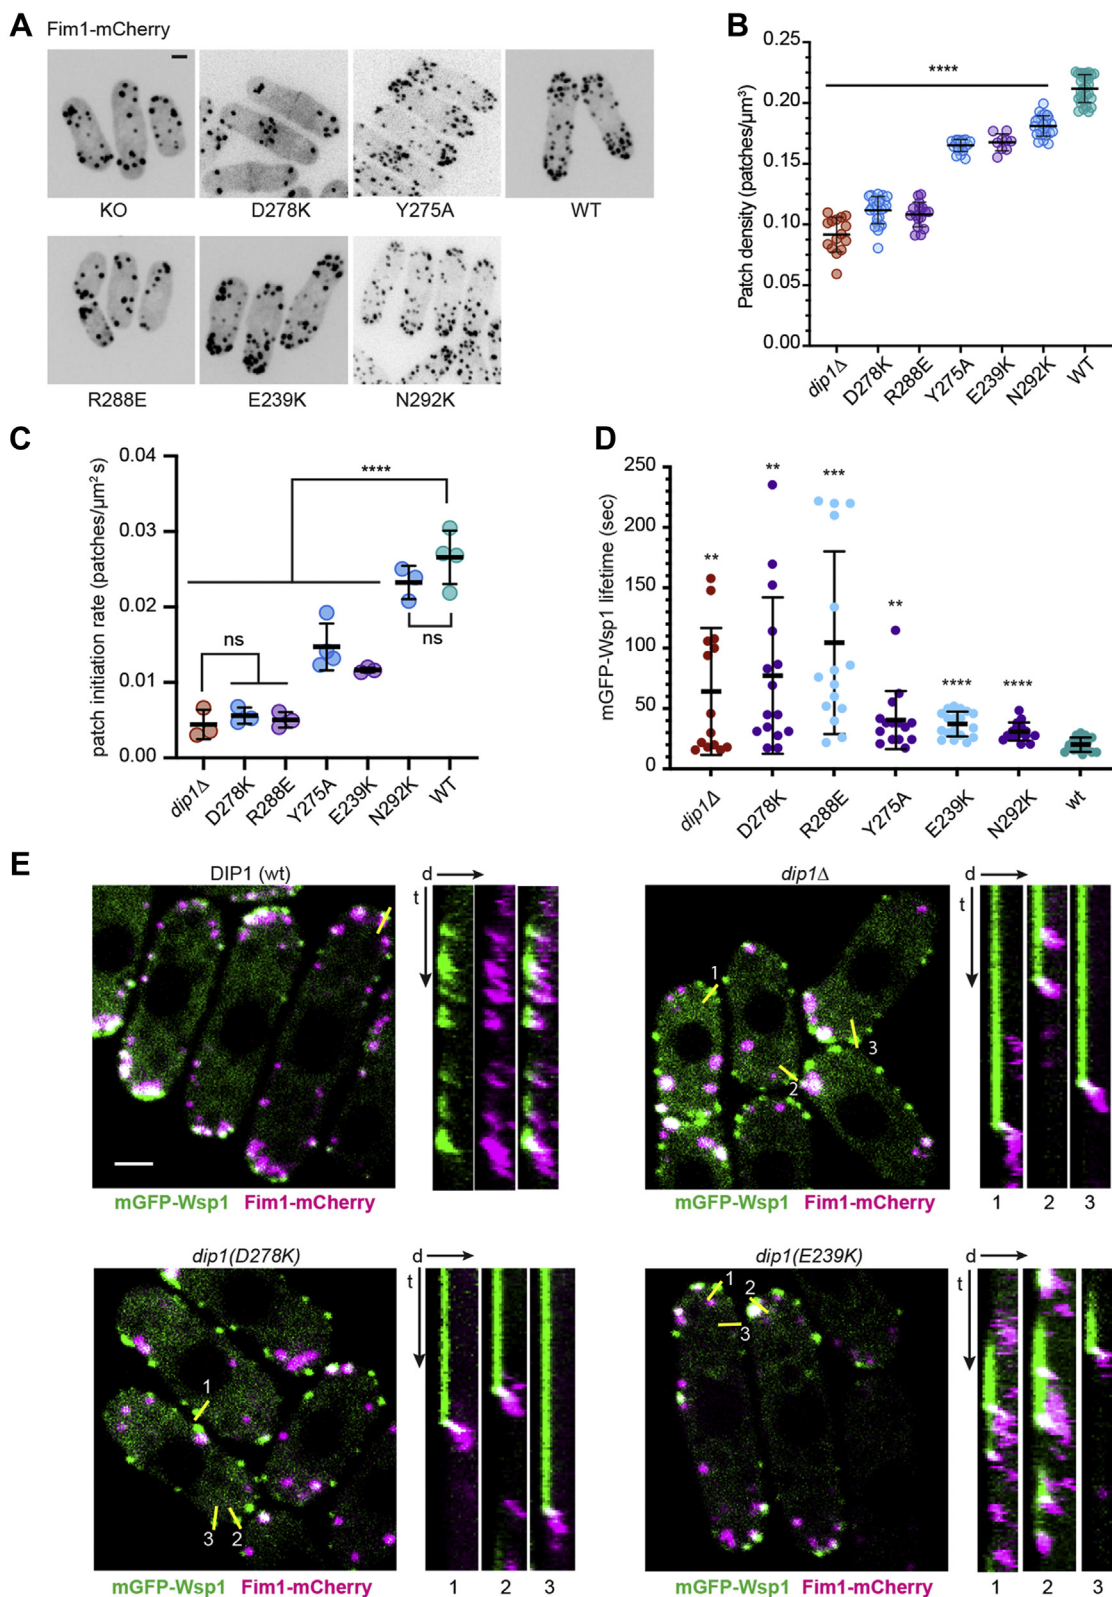 A Fim1-mCherry
KO D278K Y275A WT
R288E E239K N292K
B
Patch density (patches/µm³)
0.25
0.20
0.15
0.10
0.05
0.00
****
dip1Δ D278K R288E Y275A E239K N292K WT
C
patch initiation rate (patches/µm² s)
0.04
0.03
0.02
0.01
0.00
****
ns
ns
dip1Δ D278K R288E Y275A E239K N292K WT
D
mGFP-Wsp1 lifetime (sec)
250
200
150
100
50
0
** ** *** ** **** ****
dip1Δ D278K R288E Y275A E239K N292K wt
E
DIP1 (wt)
d
t
mGFP-Wsp1 Fim1-mCherry
dip1Δ
d
t
1
3
2
mGFP-Wsp1 Fim1-mCherry
1 2 3
dip1(D278K)
d
t
1
3 2
mGFP-Wsp1 Fim1-mCherry
1 2 3
dip1(E239K)
d
t
1 2
3
mGFP-Wsp1 Fim1-mCherry
1 2 3